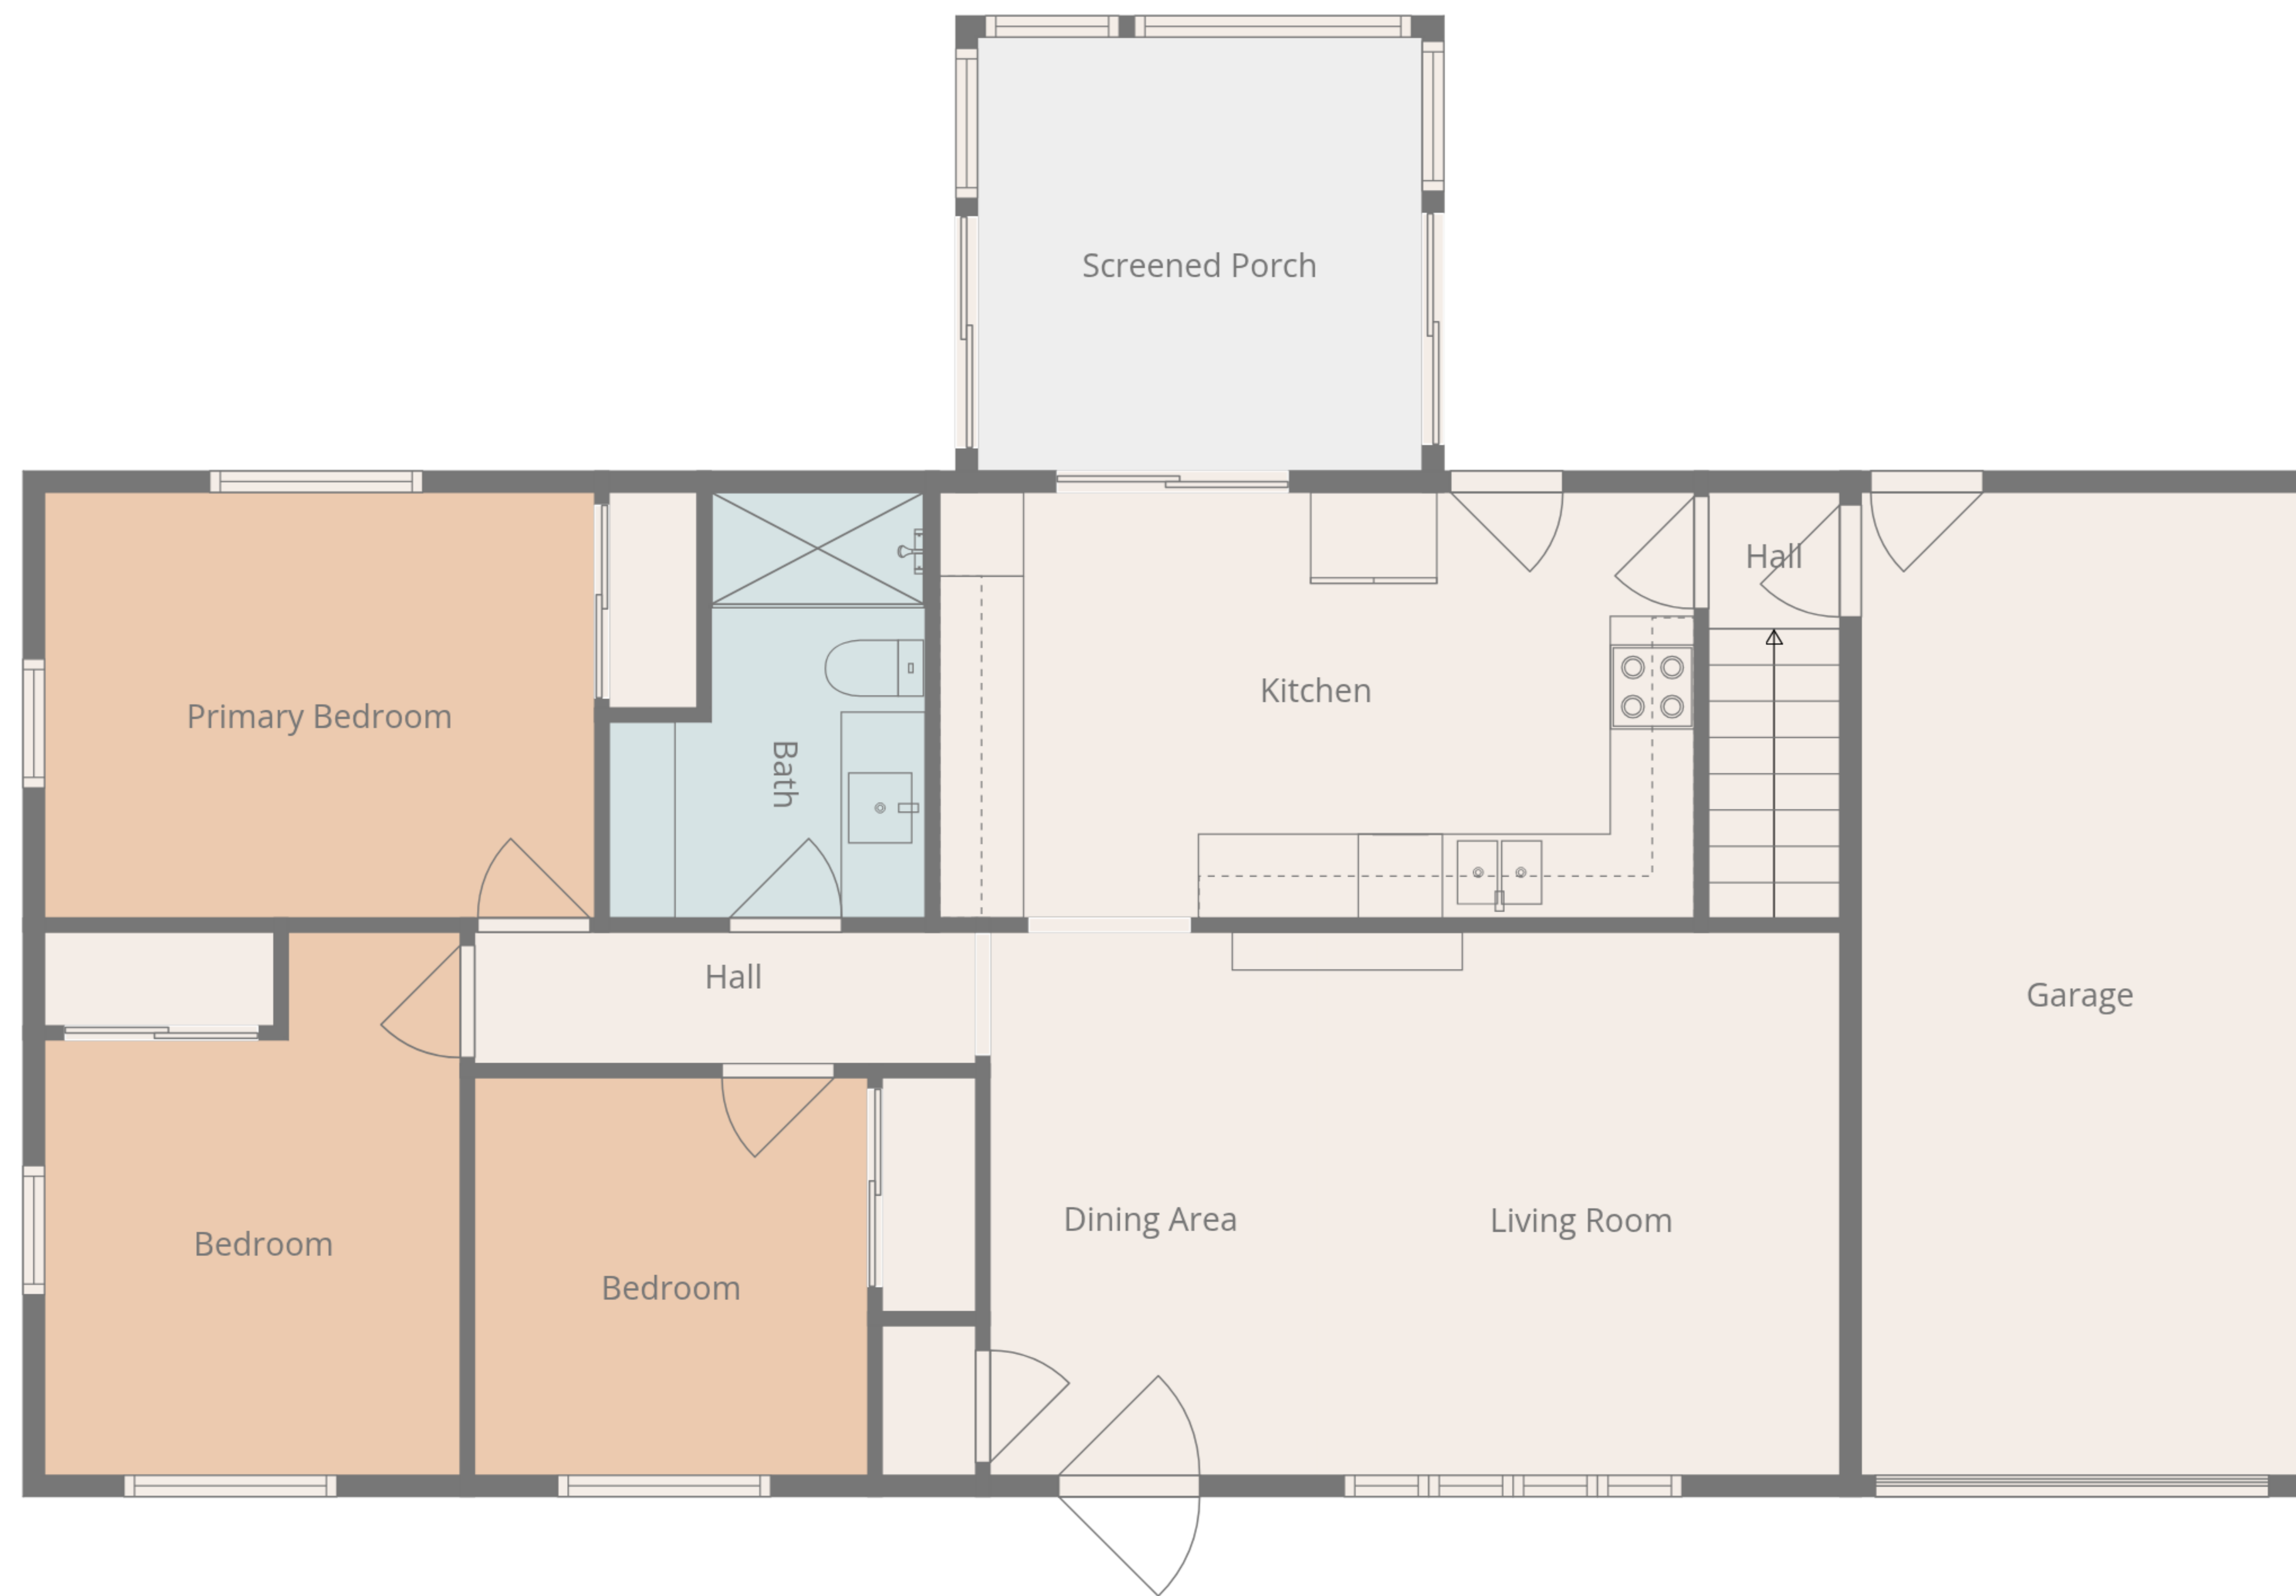 Screened Porch
Hall
Kitchen
Primary Bedroom
Bath
Hall
Garage
Dining Area
Living Room
Bedroom
Bedroom